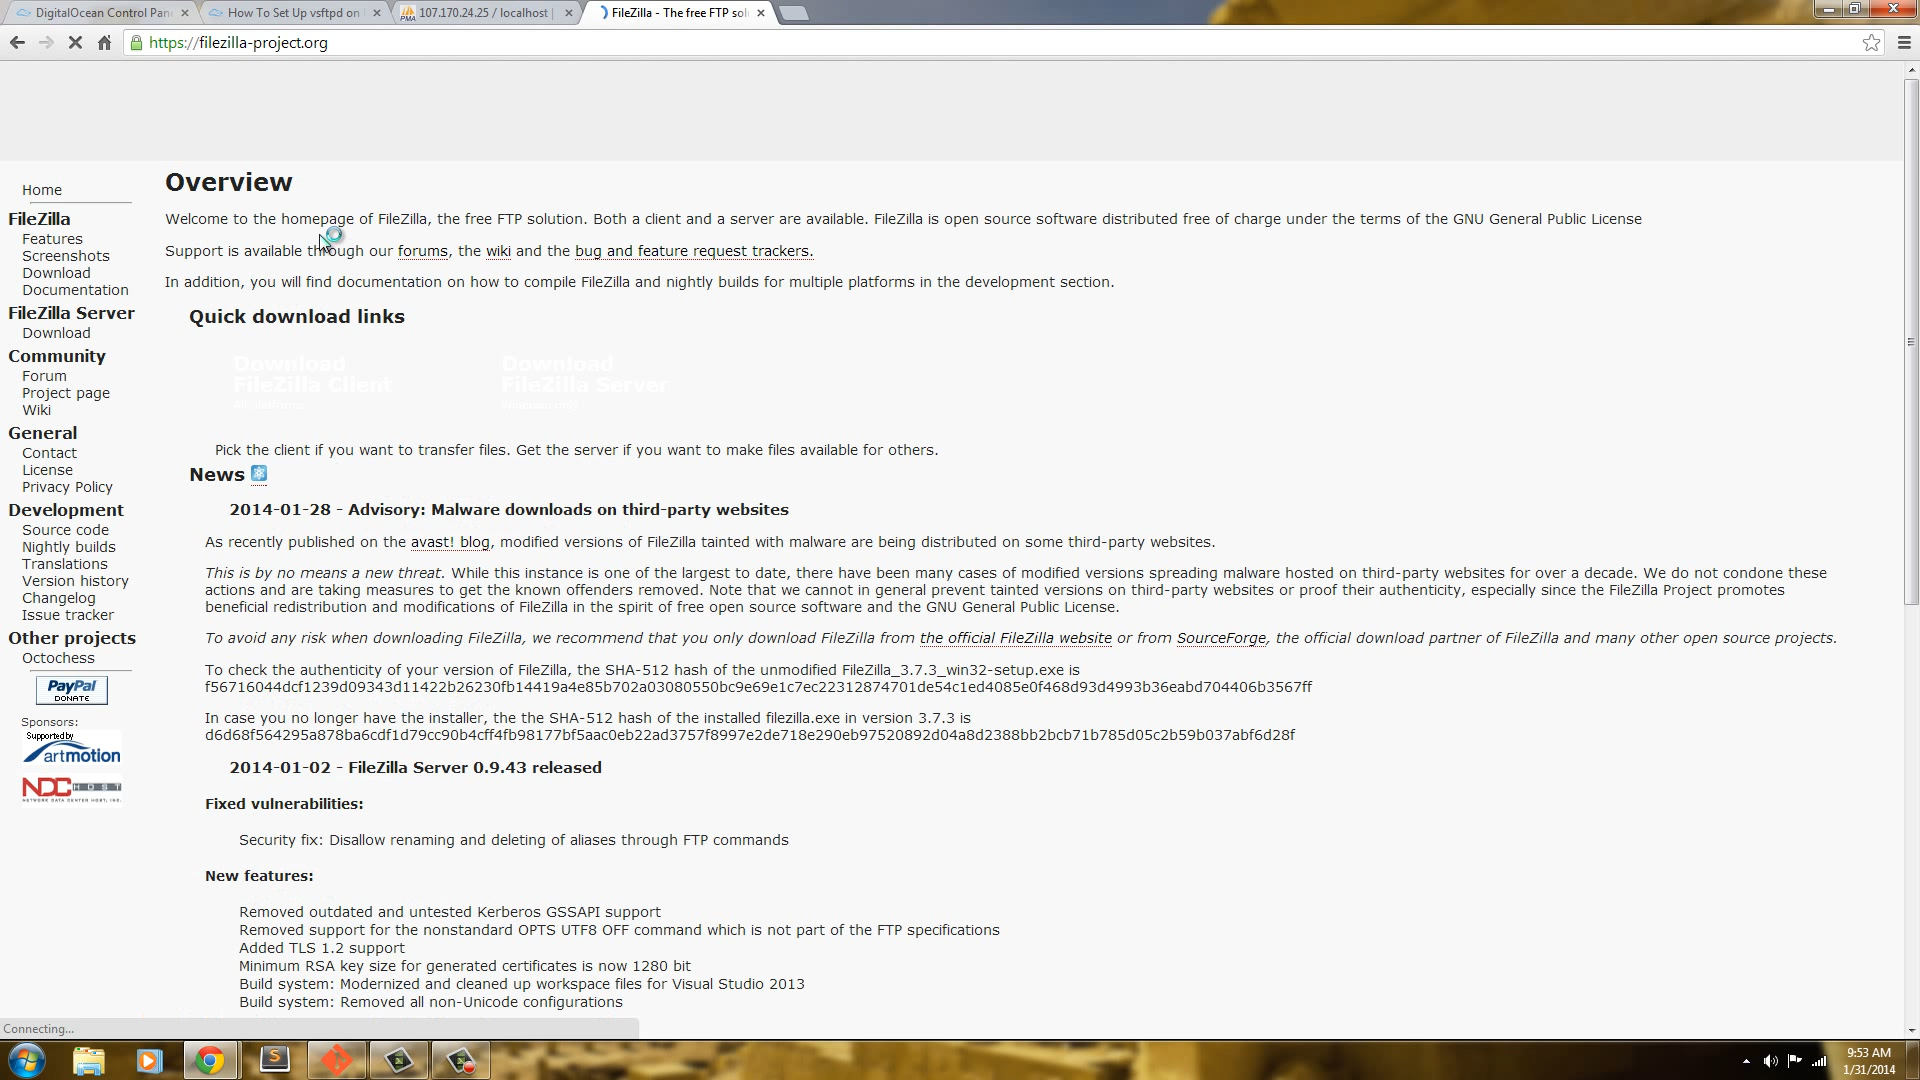 DigitalOcean Control Pan
How To Set Up vsftpd on
107.170.24.25 / localhost |
FileZilla - The free FTP sol
https://filezilla-project.org
Home
FileZilla
Features
Screenshots
Download
Documentation
FileZilla Server
Download
Community
Forum
Project page
Wiki
General
Contact
License
Privacy Policy
Development
Source code
Nightly builds
Translations
Version history
Changelog
Issue tracker
Other projects
Octochess
PayPal
DONATE
Sponsors:
Supported by
artmotion
NDC HOST
NETWORK DATA CENTER HOST, INC.
Overview
Welcome to the homepage of FileZilla, the free FTP solution. Both a client and a server are available. FileZilla is open source software distributed free of charge under the terms of the GNU General Public License
Support is available through our forums, the wiki and the bug and feature request trackers.
In addition, you will find documentation on how to compile FileZilla and nightly builds for multiple platforms in the development section.
Quick download links
Download
FileZilla Client
Download
FileZilla Server
Pick the client if you want to transfer files. Get the server if you want to make files available for others.
News
2014-01-28 - Advisory: Malware downloads on third-party websites
As recently published on the avast! blog, modified versions of FileZilla tainted with malware are being distributed on some third-party websites.
This is by no means a new threat. While this instance is one of the largest to date, there have been many cases of modified versions spreading malware hosted on third-party websites for over a decade. We do not condone these
actions and are taking measures to get the known offenders removed. Note that we cannot in general prevent tainted versions on third-party websites or proof their authenticity, especially since the FileZilla Project promotes
beneficial redistribution and modifications of FileZilla in the spirit of free open source software and the GNU General Public License.
To avoid any risk when downloading FileZilla, we recommend that you only download FileZilla from the official FileZilla website or from SourceForge, the official download partner of FileZilla and many other open source projects.
To check the authenticity of your version of FileZilla, the SHA-512 hash of the unmodified FileZilla_3.7.3_win32-setup.exe is
f56716044dcf1239d09343d11422b26230fb14419a4e85b702a03080550bc9e69e1c7ec22312874701de54c1ed4085e0f468d93d4993b36eabd704406b3567ff
In case you no longer have the installer, the the SHA-512 hash of the installed filezilla.exe in version 3.7.3 is
d6d68f564295a878ba6cdf1d79cc90b4cff4fb98177bf5aac0eb22ad3757f8997e2de718e290eb97520892d04a8d2388bb2bcb71b785d05c2b59b037abf6d28f
2014-01-02 - FileZilla Server 0.9.43 released
Fixed vulnerabilities:
Security fix: Disallow renaming and deleting of aliases through FTP commands
New features:
Removed outdated and untested Kerberos GSSAPI support
Removed support for the nonstandard OPTS UTF8 OFF command which is not part of the FTP specifications
Added TLS 1.2 support
Minimum RSA key size for generated certificates is now 1280 bit
Build system: Modernized and cleaned up workspace files for Visual Studio 2013
Build system: Removed all non-Unicode configurations
Connecting...
9:53 AM
1/31/2014